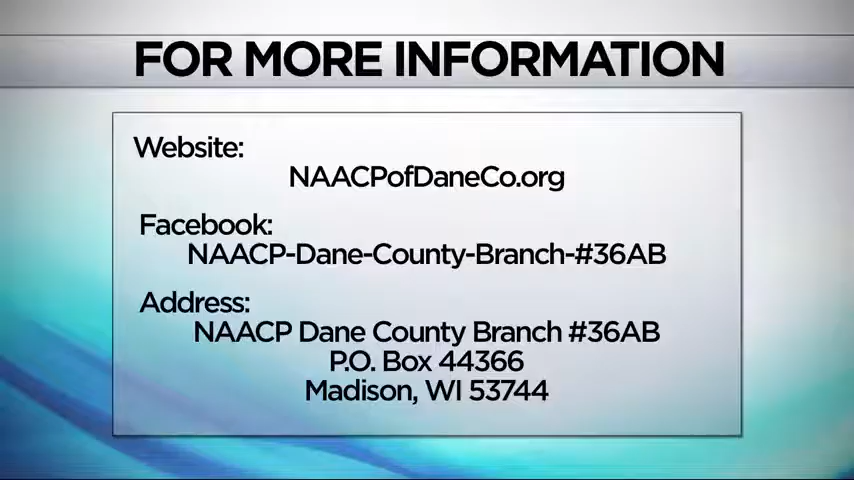 FOR MORE INFORMATION
Website:
NAACPofDaneCo.org
Facebook:
NAACP-Dane-County-Branch-#36AB
Address:
NAACP Dane County Branch #36AB
P.O. Box 44366
Madison, WI 53744